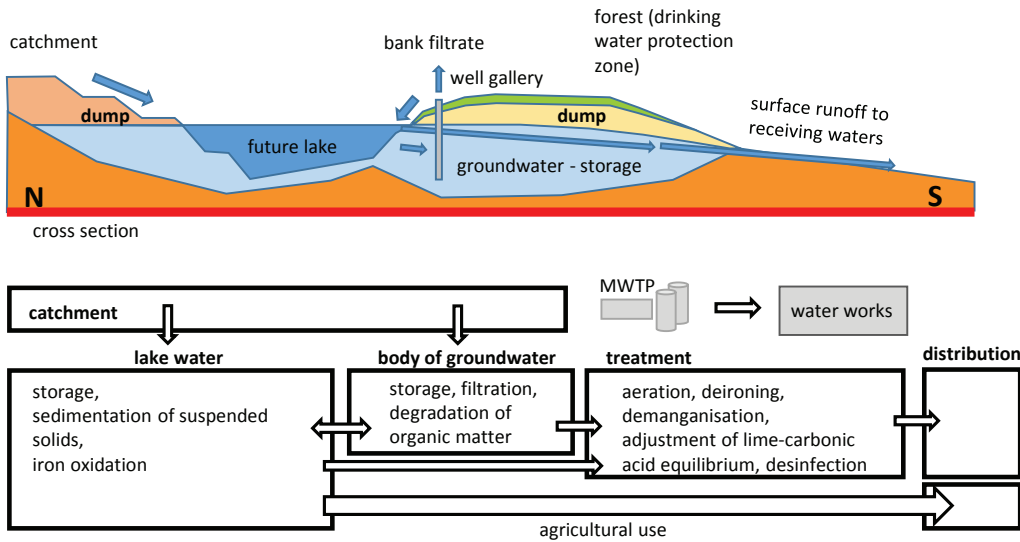 catchment
bank filtrate
well gallery
forest (drinking
water protection
zone)
dump
dump
surface runoff to
receiving waters
future lake
groundwater - storage
N
S
cross section
MWTP
water works
catchment
lake water
body of groundwater
treatment
distribution
storage,
sedimentation of suspended
solids,
iron oxidation
storage, filtration,
degradation of
organic matter
aeration, deironing,
demanganisation,
adjustment of lime-carbonic
acid equilibrium, desinfection
agricultural use